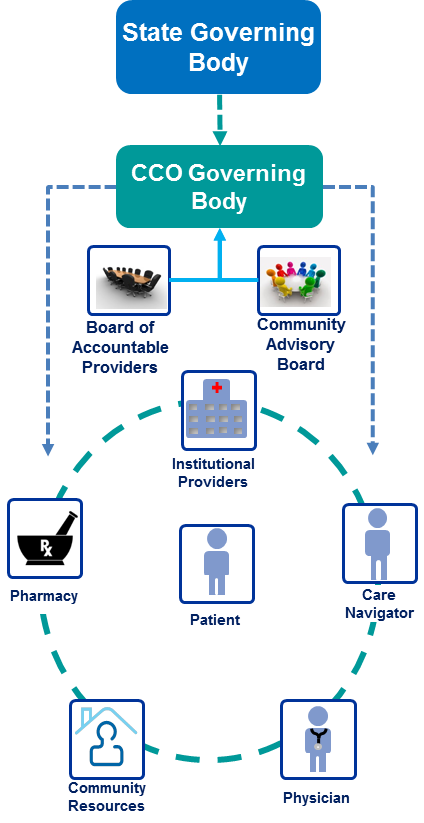 State Governing
Body
CCO Governing
Body
Board of
Accountable
Providers
Community
Advisory
Board
Institutional
Providers
Rx
Pharmacy
Patient
Care
Navigator
Community
Resources
Physician